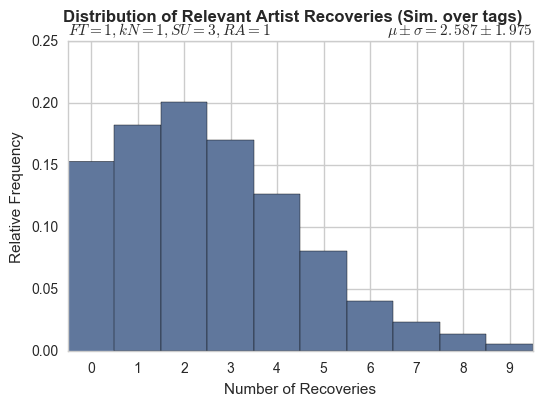 Distribution of Relevant Artist Recoveries (Sim. over tags)
FT = 1, kN = 1, SU = 3, RA = 1
μ ± σ = 2.587 ± 1.975
0.25
0.20
0.15
0.10
0.05
0.00
Relative Frequency
0 1 2 3 4 5 6 7 8 9
Number of Recoveries